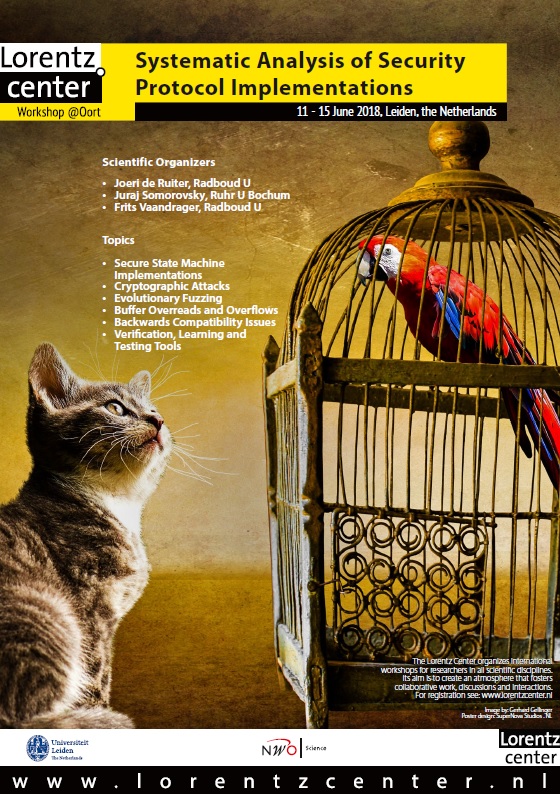 Lorentz
center
Workshop @Oort
Systematic Analysis of Security
Protocol Implementations
11 - 15 June 2018, Leiden, the Netherlands
Scientific Organizers
• Joeri de Ruiter, Radboud U
• Juraj Somorovsky, Ruhr U Bochum
• Frits Vaandrager, Radboud U
Topics
• Secure State Machine
Implementations
• Cryptographic Attacks
• Evolutionary Fuzzing
• Buffer Overreads and Overflows
• Backwards Compatibility Issues
• Verification, Learning and
Testing Tools
The Lorentz Center organizes international
workshops for researchers in all scientific disciplines.
Its aim is to create an atmosphere that fosters
collaborative work, discussions and interactions.
For registration see: www.lorentzcenter.nl
Image by: Gerhard Gellinger
Poster design: SuperNova Studios . NL
Universiteit
Leiden
The Netherlands
NWO Science
Lorentz
center
www.lorentzcenter.nl